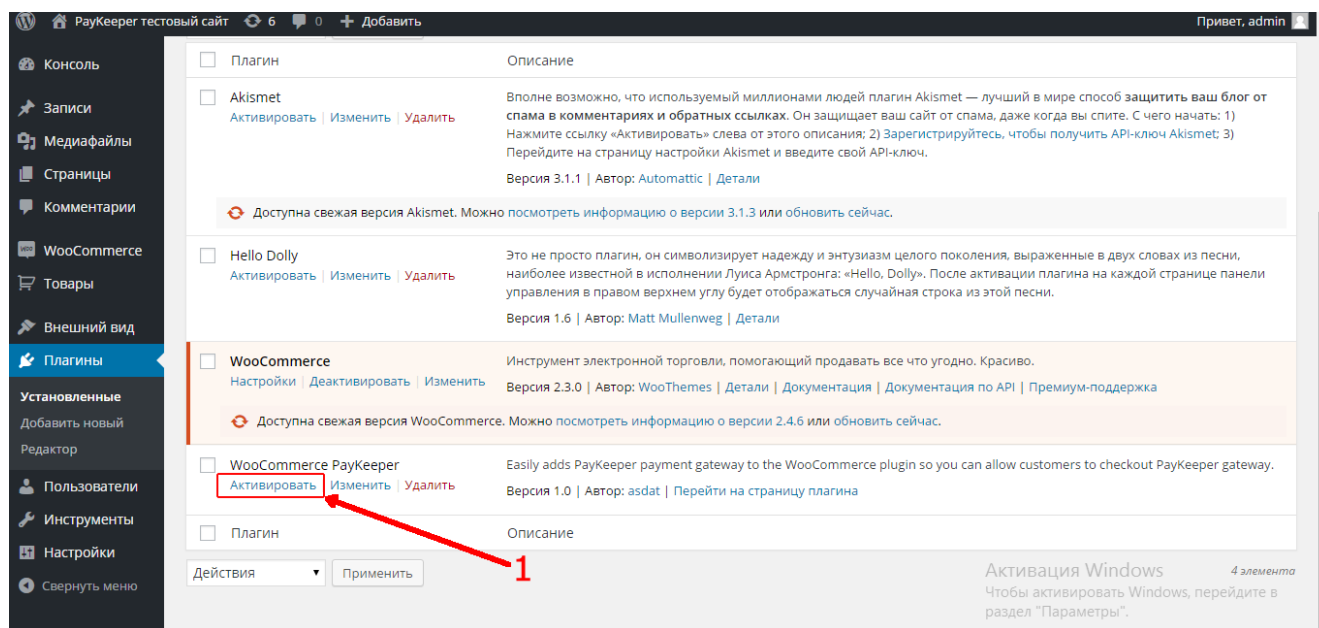 PayKeeper тестовый сайт 6 0 + Добавить Привет, admin
Консоль
Записи
Медиафайлы
Страницы
Комментарии
WooCommerce
Товары
Внешний вид
Плагины
Установленные
Добавить новый
Редактор
Пользователи
Инструменты
Настройки
Свернуть меню
Плагин Описание
Akismet
Активировать | Изменить | Удалить
Вполне возможно, что используемый миллионами людей плагин Akismet — лучший в мире способ защитить ваш блог от
спама в комментариях и обратных ссылках. Он защищает ваш сайт от спама, даже когда вы спите. С чего начать: 1)
Нажмите ссылку «Активировать» слева от этого описания; 2) Зарегистрируйтесь, чтобы получить API-ключ Akismet; 3)
Перейдите на страницу настройки Akismet и введите свой API-ключ.
Версия 3.1.1 | Автор: Automattic | Детали
Доступна свежая версия Akismet. Можно посмотреть информацию о версии 3.1.3 или обновить сейчас.
Hello Dolly
Активировать | Изменить | Удалить
Это не просто плагин, он символизирует надежду и энтузиазм целого поколения, выраженные в двух словах из песни,
наиболее известной в исполнении Луиса Армстронга: «Hello, Dolly». После активации плагина на каждой странице панели
управления в правом верхнем углу будет отображаться случайная строка из этой песни.
Версия 1.6 | Автор: Matt Mullenweg | Детали
WooCommerce
Настройки | Деактивировать | Изменить
Инструмент электронной торговли, помогающий продавать все что угодно. Красиво.
Версия 2.3.0 | Автор: WooThemes | Детали | Документация | Документация по API | Премиум-поддержка
Доступна свежая версия WooCommerce. Можно посмотреть информацию о версии 2.4.6 или обновить сейчас.
WooCommerce PayKeeper
Активировать | Изменить | Удалить
Easily adds PayKeeper payment gateway to the WooCommerce plugin so you can allow customers to checkout PayKeeper gateway.
Версия 1.0 | Автор: asdat | Перейти на страницу плагина
Плагин Описание
1
Действия Применить
4 элемента
Активация Windows
Чтобы активировать Windows, перейдите в
раздел "Параметры".